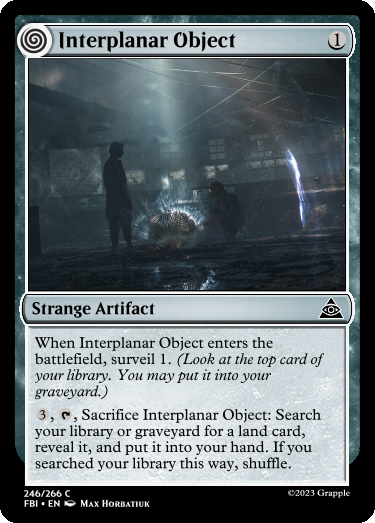 Interplanar Object
1
Strange Artifact
When Interplanar Object enters the
battlefield, surveil 1. (Look at the top card of
your library. You may put it into your
graveyard.)
3, , Sacrifice Interplanar Object: Search
your library or graveyard for a land card,
reveal it, and put it into your hand. If you
searched your library this way, shuffle.
246/266 C
FBI • EN Max Horbatiuk
©2023 Grapple